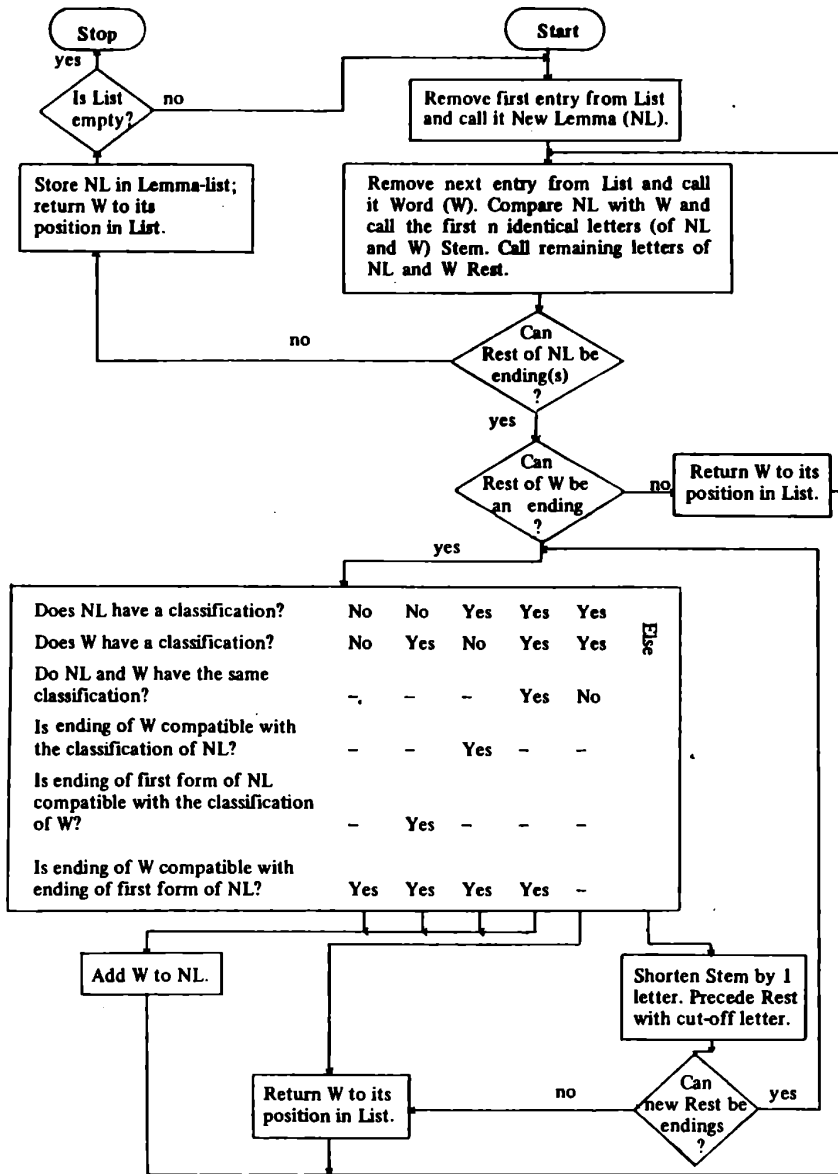 Stop
Start
yes
Is List
empty?
no
Remove first entry from List
and call it New Lemma (NL).
Store NL in Lemma-list;
return W to its
position in List.
Remove next entry from List and call
it Word (W). Compare NL with W and
call the first n identical letters (of NL
and W) Stem. Call remaining letters of
NL and W Rest.
no
Can
Rest of NL be
ending(s)
?
yes
Can
Rest of W be
an ending
?
no
Return W to its
position in List.
yes
Does NL have a classification? No No Yes Yes Yes
Else
Does W have a classification? No Yes No Yes Yes
Do NL and W have the same
classification? – – – Yes No
Is ending of W compatible with
the classification of NL? – – Yes – –
Is ending of first form of NL
compatible with the classification
of W? – Yes – – –
Is ending of W compatible with
ending of first form of NL? Yes Yes Yes Yes –
Add W to NL.
Shorten Stem by 1
letter. Precede Rest
with cut-off letter.
Return W to its
position in List.
no
Can
new Rest be
endings
?
yes